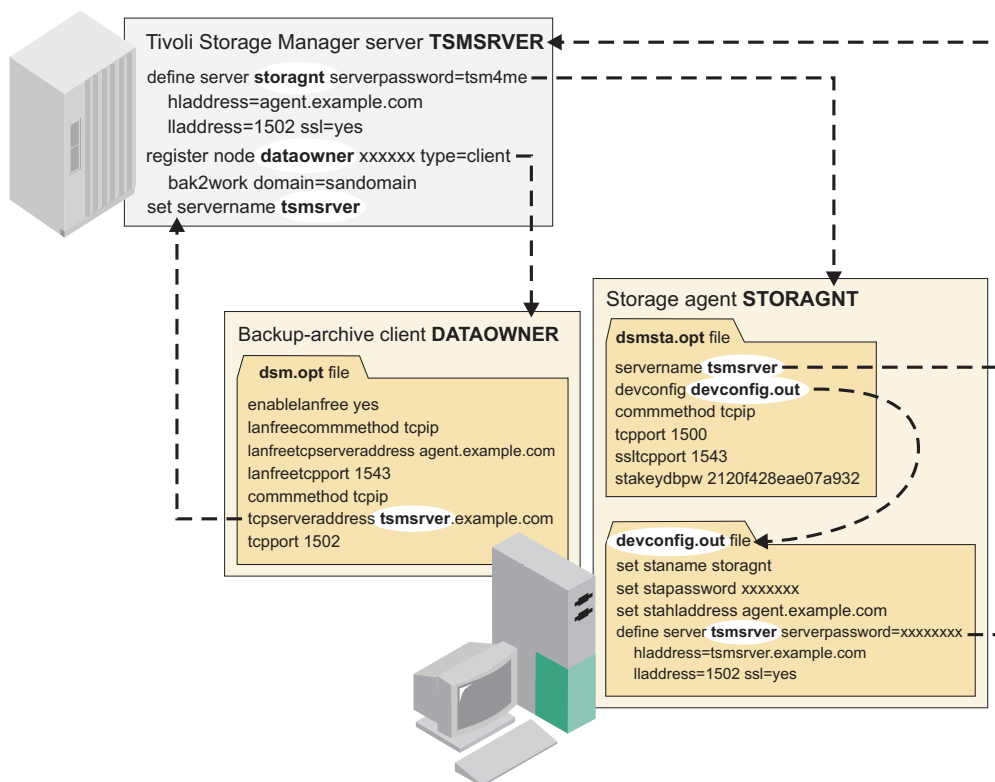 Tivoli Storage Manager server TSMSRVER
define server storagnt serverpassword=tsm4me
hladdress=agent.example.com
lladdress=1502 ssl=yes
register node dataowner xxxxxx type=client
bak2work domain=sandomain
set servername tsmsrver
Backup-archive client DATAOWNER
dsm.opt file
enablelanfree yes
lanfreecommmethod tcpip
lanfreetcpserveraddress agent.example.com
lanfreetcpport 1543
commmethod tcpip
tcpserveraddress tsmsrver.example.com
tcpport 1502
Storage agent STORAGNT
dsmsta.opt file
servername tsmsrver
devconfig devconfig.out
commmethod tcpip
tcpport 1500
ssltcpport 1543
stakeydbpw 2120f428eae07a932
devconfig.out file
set staname storagnt
set stapassword xxxxxxx
set stahladdress agent.example.com
define server tsmsrver serverpassword=xxxxxxxx
hladdress=tsmsrver.example.com
lladdress=1502 ssl=yes